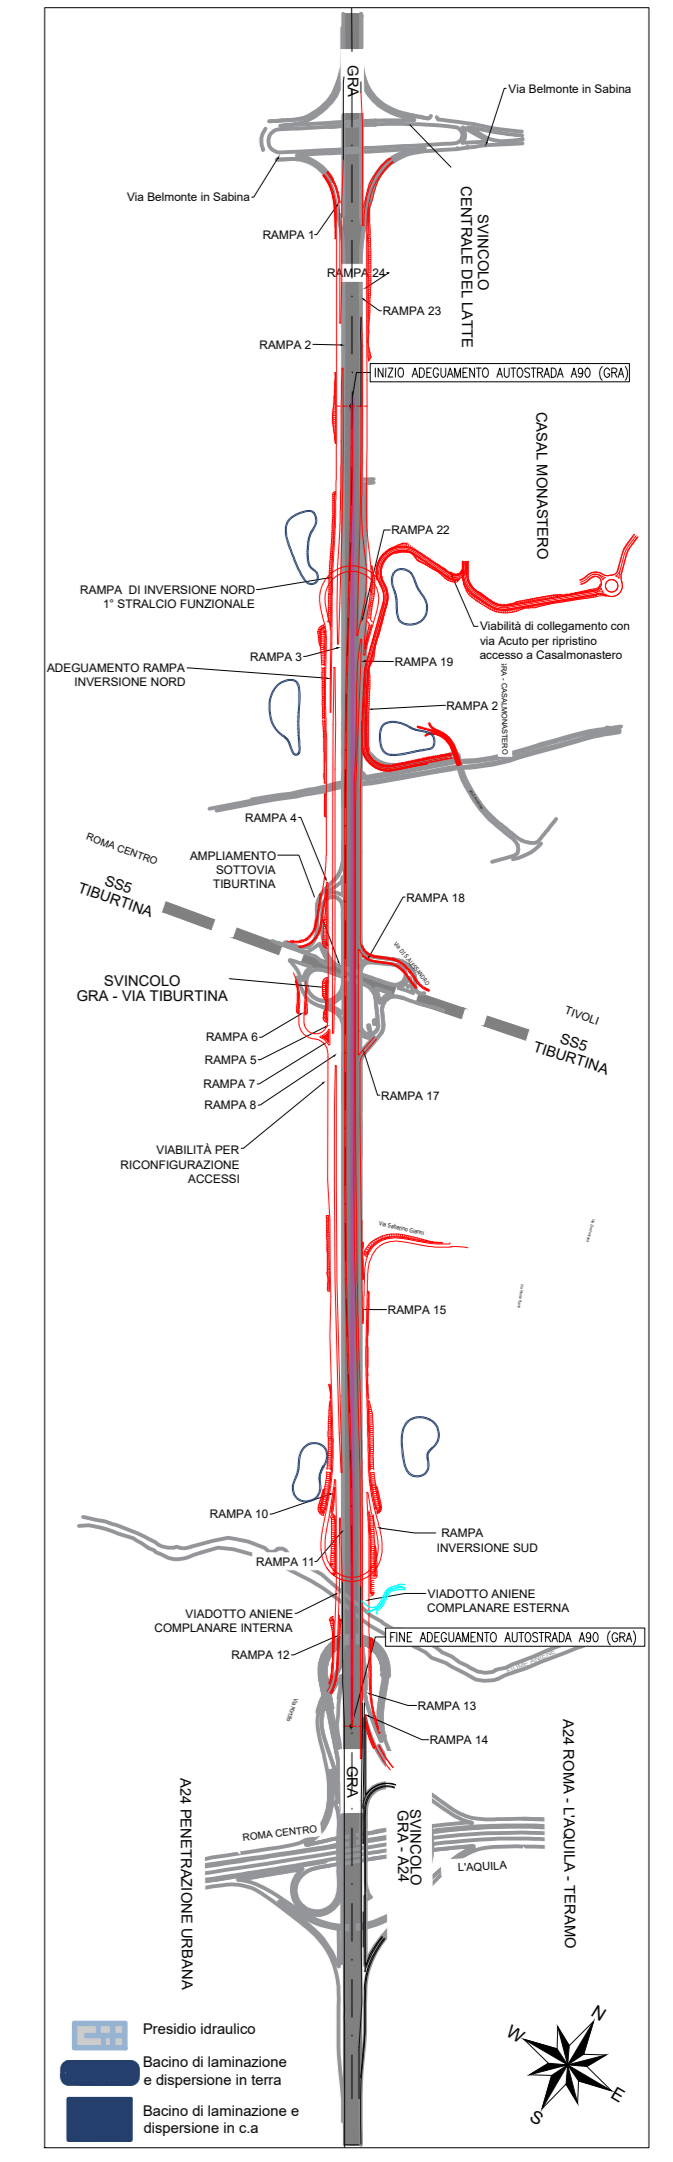 GRA
Via Belmonte in Sabina
Via Belmonte in Sabina
SVINCOLO
CENTRALE DEL LATTE
RAMPA 1
RAMPA 24
RAMPA 23
RAMPA 2
INIZIO ADEGUAMENTO AUTOSTRADA A90 (GRA)
CASAL MONASTERO
RAMPA 22
RAMPA DI INVERSIONE NORD
1° STRALCIO FUNZIONALE
Viabilità di collegamento con
via Acuto per ripristino
accesso a Casalmonastero
RAMPA 3
RAMPA 19
ADEGUAMENTO RAMPA
INVERSIONE NORD
RAMPA 2
GRA - CASALMONASTERO
RAMPA 4
ROMA CENTRO
AMPLIAMENTO
SOTTOVIA
TIBURTINA
SS5
TIBURTINA
RAMPA 18
Via DI S.ALESSANDRO
SVINCOLO
GRA - VIA TIBURTINA
TIVOLI
SS5
TIBURTINA
RAMPA 6
RAMPA 5
RAMPA 7
RAMPA 8
RAMPA 17
VIABILITÀ PER
RICONFIGURAZIONE
ACCESSI
RAMPA 15
RAMPA 10
RAMPA
INVERSIONE SUD
RAMPA 11
VIADOTTO ANIENE
COMPLANARE ESTERNA
VIADOTTO ANIENE
COMPLANARE INTERNA
FINE ADEGUAMENTO AUTOSTRADA A90 (GRA)
RAMPA 12
RAMPA 13
RAMPA 14
GRA
A24 ROMA - L'AQUILA - TERAMO
A24 PENETRAZIONE URBANA
SVINCOLO
GRA - A24
ROMA CENTRO
L'AQUILA
Presidio idraulico
Bacino di laminazione
e dispersione in terra
Bacino di laminazione e
dispersione in c.a
N
W
E
S